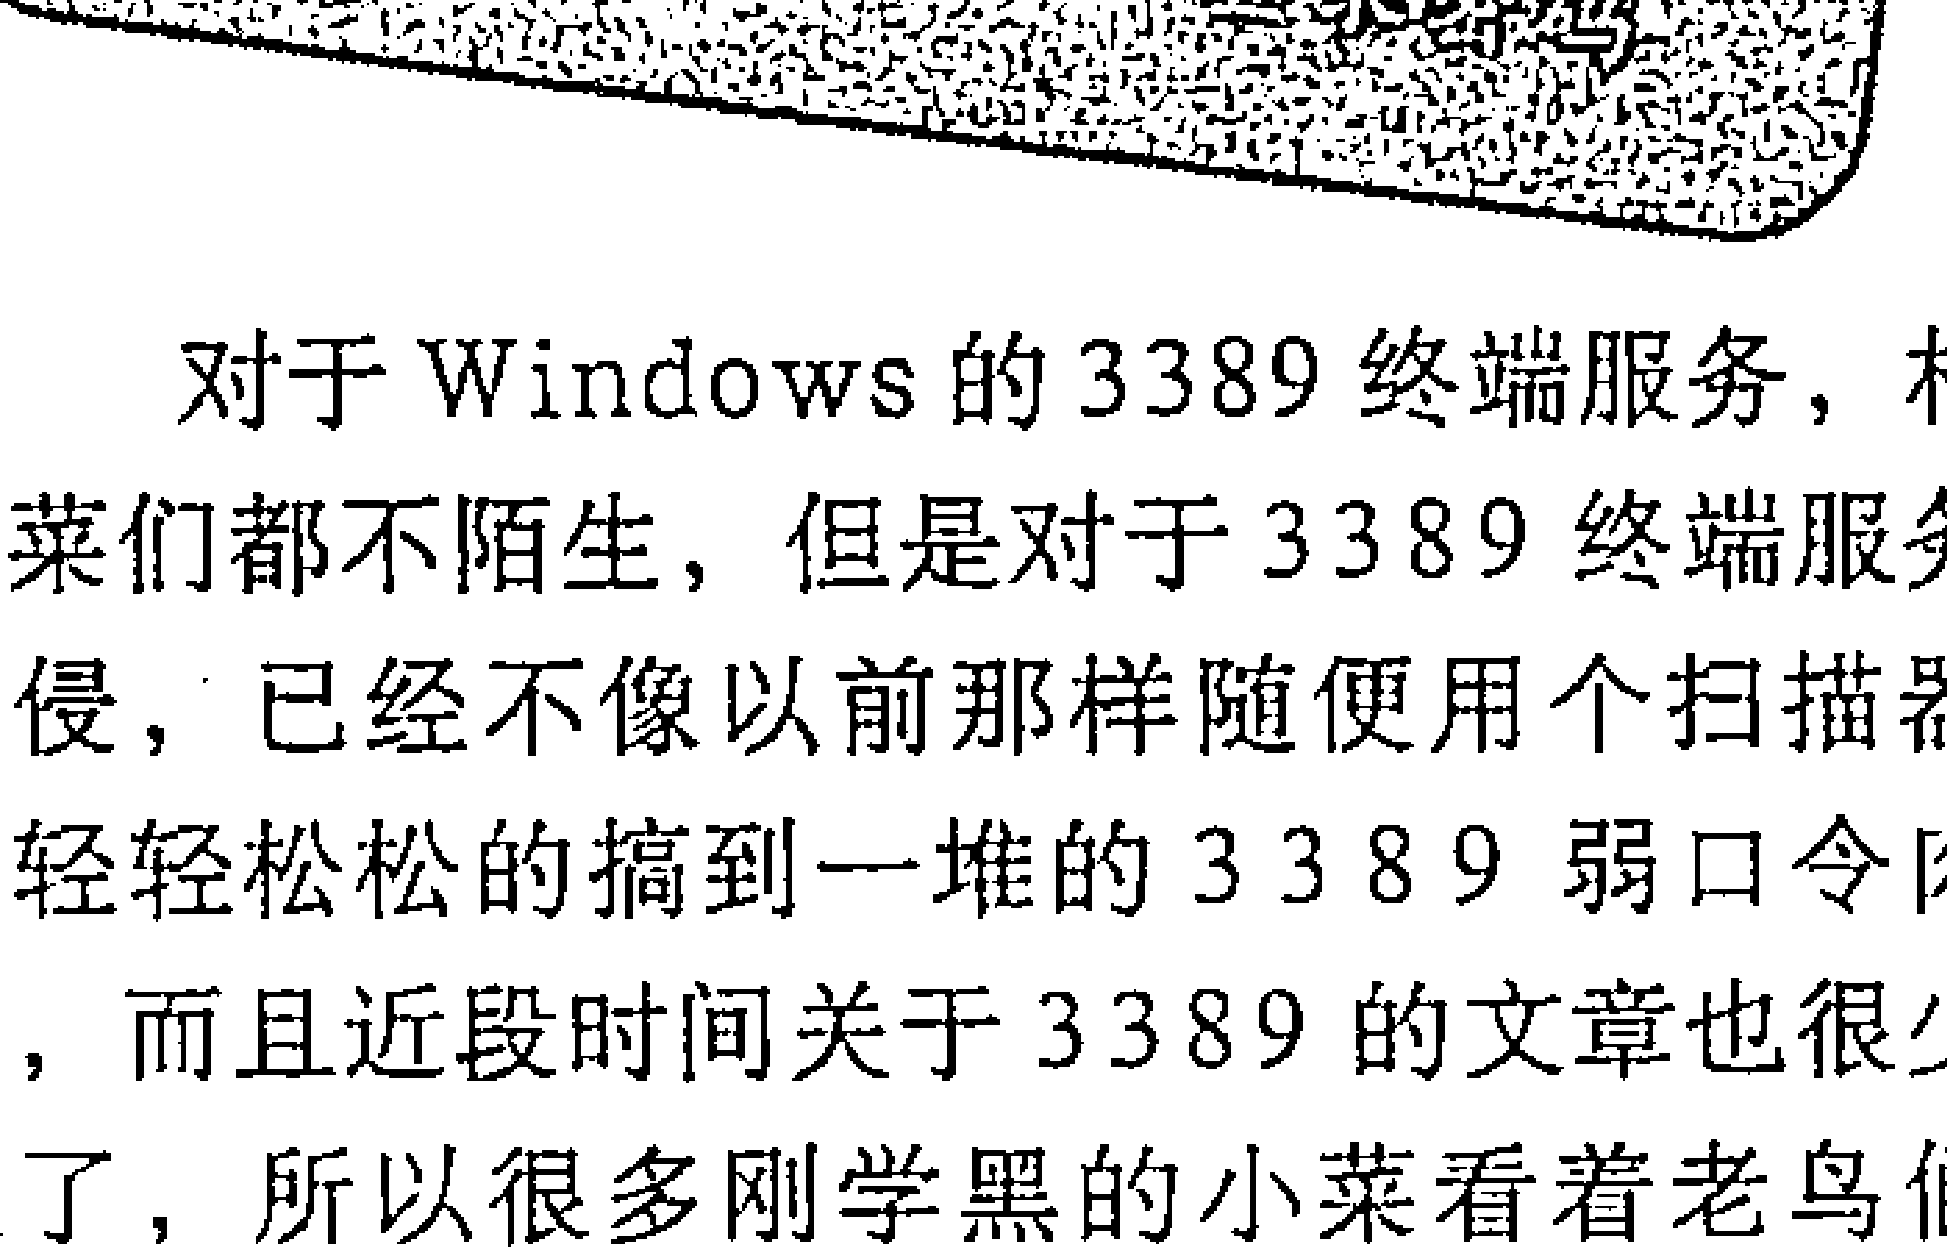 对于 Windows 的 3389 终端服务，
菜们都不陌生，但是对于 3389 终端服务
侵，已经不像以前那样随便用个扫描器
轻轻松松的搞到一堆的 3389 弱口令
，而且近段时间关于 3389 的文章也很少
了，所以很多刚学黑的小菜看着老鸟们